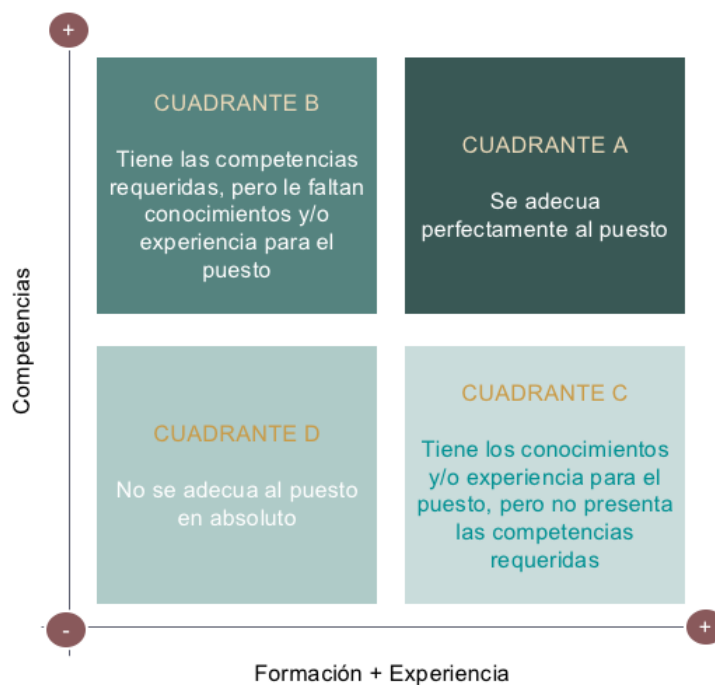 +
CUADRANTE B
Tiene las competencias
requeridas, pero le faltan
conocimientos y/o
experiencia para el
puesto
CUADRANTE A
Se adecua
perfectamente al puesto
Competencias
CUADRANTE D
No se adecua al puesto
en absoluto
CUADRANTE C
Tiene los conocimientos
y/o experiencia para el
puesto, pero no presenta
las competencias
requeridas
-
+
Formación + Experiencia